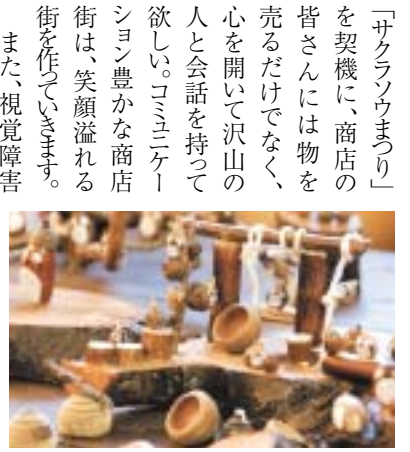 「サクラソウまつり」
を契機に、商店の
皆さんには物を
売るだけでなく、
心を開いて沢山の
人と会話を持って
欲しい。コミュニケー
ション豊かな商店
街は、笑顔溢れる
街を作っていきます。
また、視覚障害